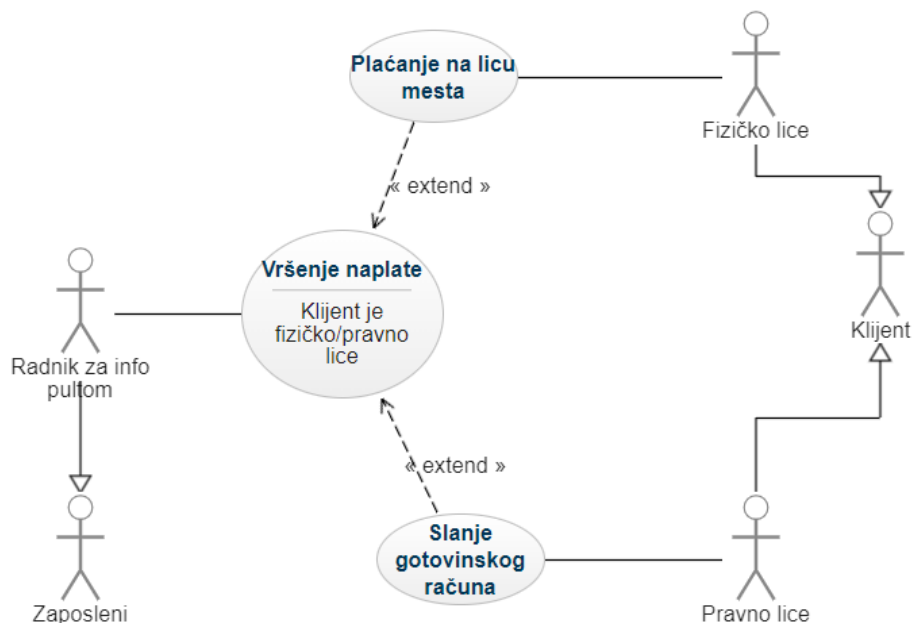 Plaćanje na licu
mesta
Fizičko lice
« extend »
Vršenje naplate
Klijent je
fizičko/pravno
lice
Klijent
Radnik za info
pultom
« extend »
Slanje
gotovinskog
računa
Zaposleni
Pravno lice